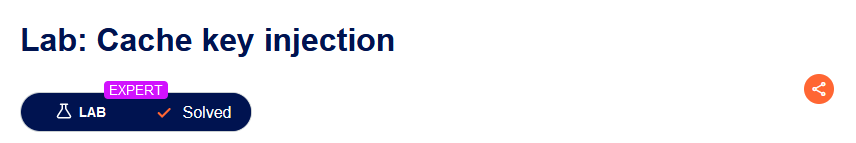 Lab: Cache key injection
EXPERT
LAB Solved